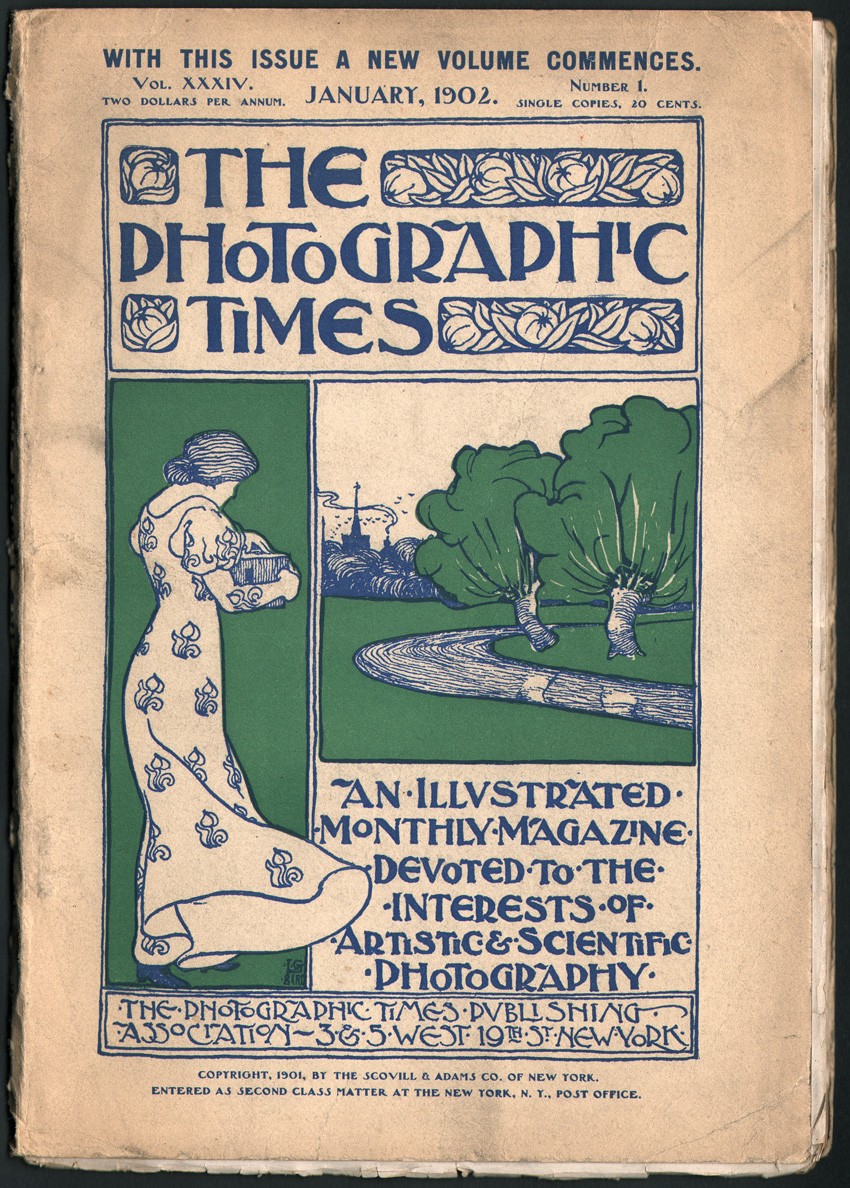 WITH THIS ISSUE A NEW VOLUME COMMENCES.
VOL. XXXIV.
TWO DOLLARS PER ANNUM.
JANUARY, 1902.
NUMBER 1.
SINGLE COPIES, 20 CENTS.
THE
PHOTOGRAPHIC
TIMES
AN·ILLVSTRATED·
·MONTHLY·MAGAZINE·
·DEVOTED·TO·THE·
·INTERESTS·OF·
·ARTISTIC·&·SCIENTIFIC·
·PHOTOGRAPHY·
·THE·PHOTOGRAPHIC·TIMES·PVBLISHING·
ASSOCIATION~3·&·5·WEST 19TH·ST·NEW·YORK·
COPYRIGHT, 1901, BY THE SCOVILL & ADAMS CO. OF NEW YORK.
ENTERED AS SECOND CLASS MATTER AT THE NEW YORK, N. Y., POST OFFICE.